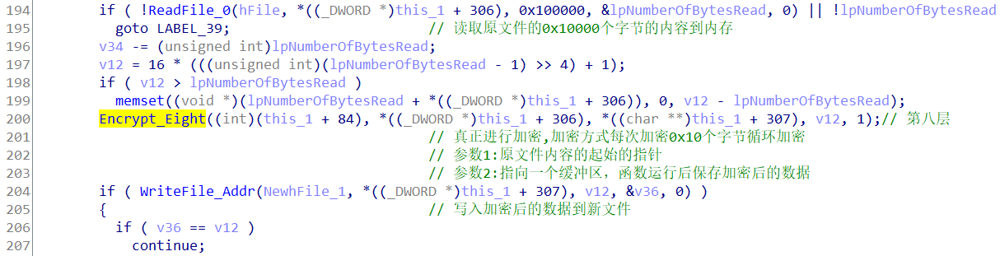 194 if ( !ReadFile_0(hFile, *((_DWORD *)this_1 + 306), 0x100000, &lpNumberOfBytesRead, 0) || !lpNumberOfBytesRead
195 goto LABEL_39; // 读取原文件的0x10000个字节的内容到内存
196 v34 -= (unsigned int)lpNumberOfBytesRead;
197 v12 = 16 * (((unsigned int)(lpNumberOfBytesRead - 1) >> 4) + 1);
198 if ( v12 > lpNumberOfBytesRead )
199 memset((void *)(lpNumberOfBytesRead + *((_DWORD *)this_1 + 306)), 0, v12 - lpNumberOfBytesRead);
200 Encrypt_Eight((int)(this_1 + 84), *((_DWORD *)this_1 + 306), *((char **)this_1 + 307), v12, 1);// 第八层
201 // 真正进行加密,加密方式每次加密0x10个字节循环加密
202 // 参数1:原文件内容的起始的指针
203 // 参数2:指向一个缓冲区，函数运行后保存加密后的数据
204 if ( WriteFile_Addr(NewhFile_1, *((_DWORD *)this_1 + 307), v12, &v36, 0) )
205 { // 写入加密后的数据到新文件
206 if ( v36 == v12 )
207 continue;